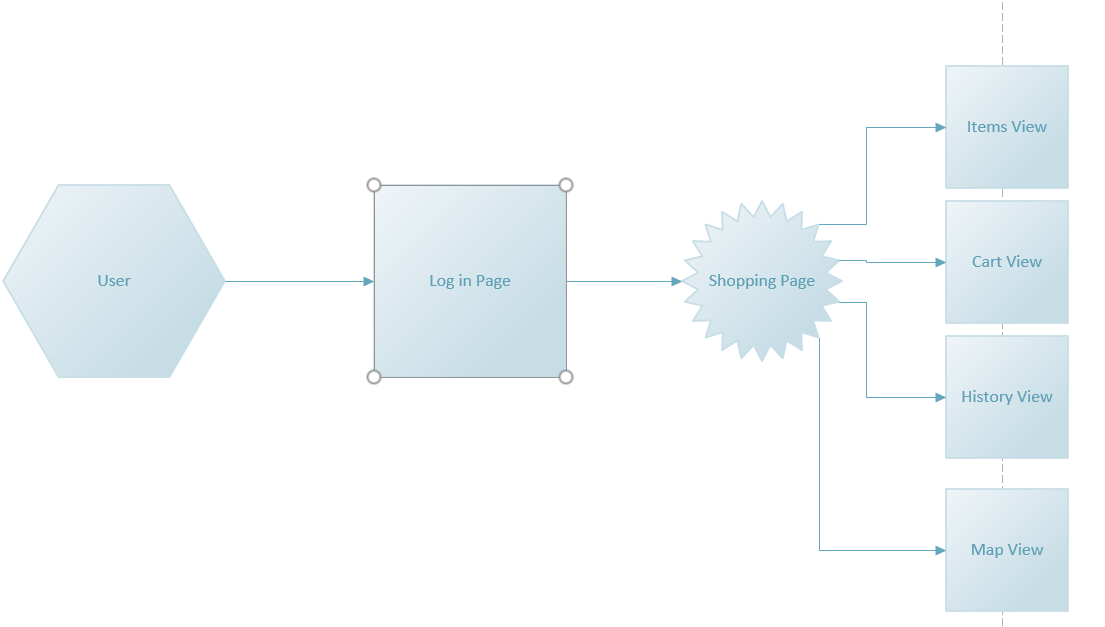 User
Log in Page
Shopping Page
Items View
Cart View
History View
Map View